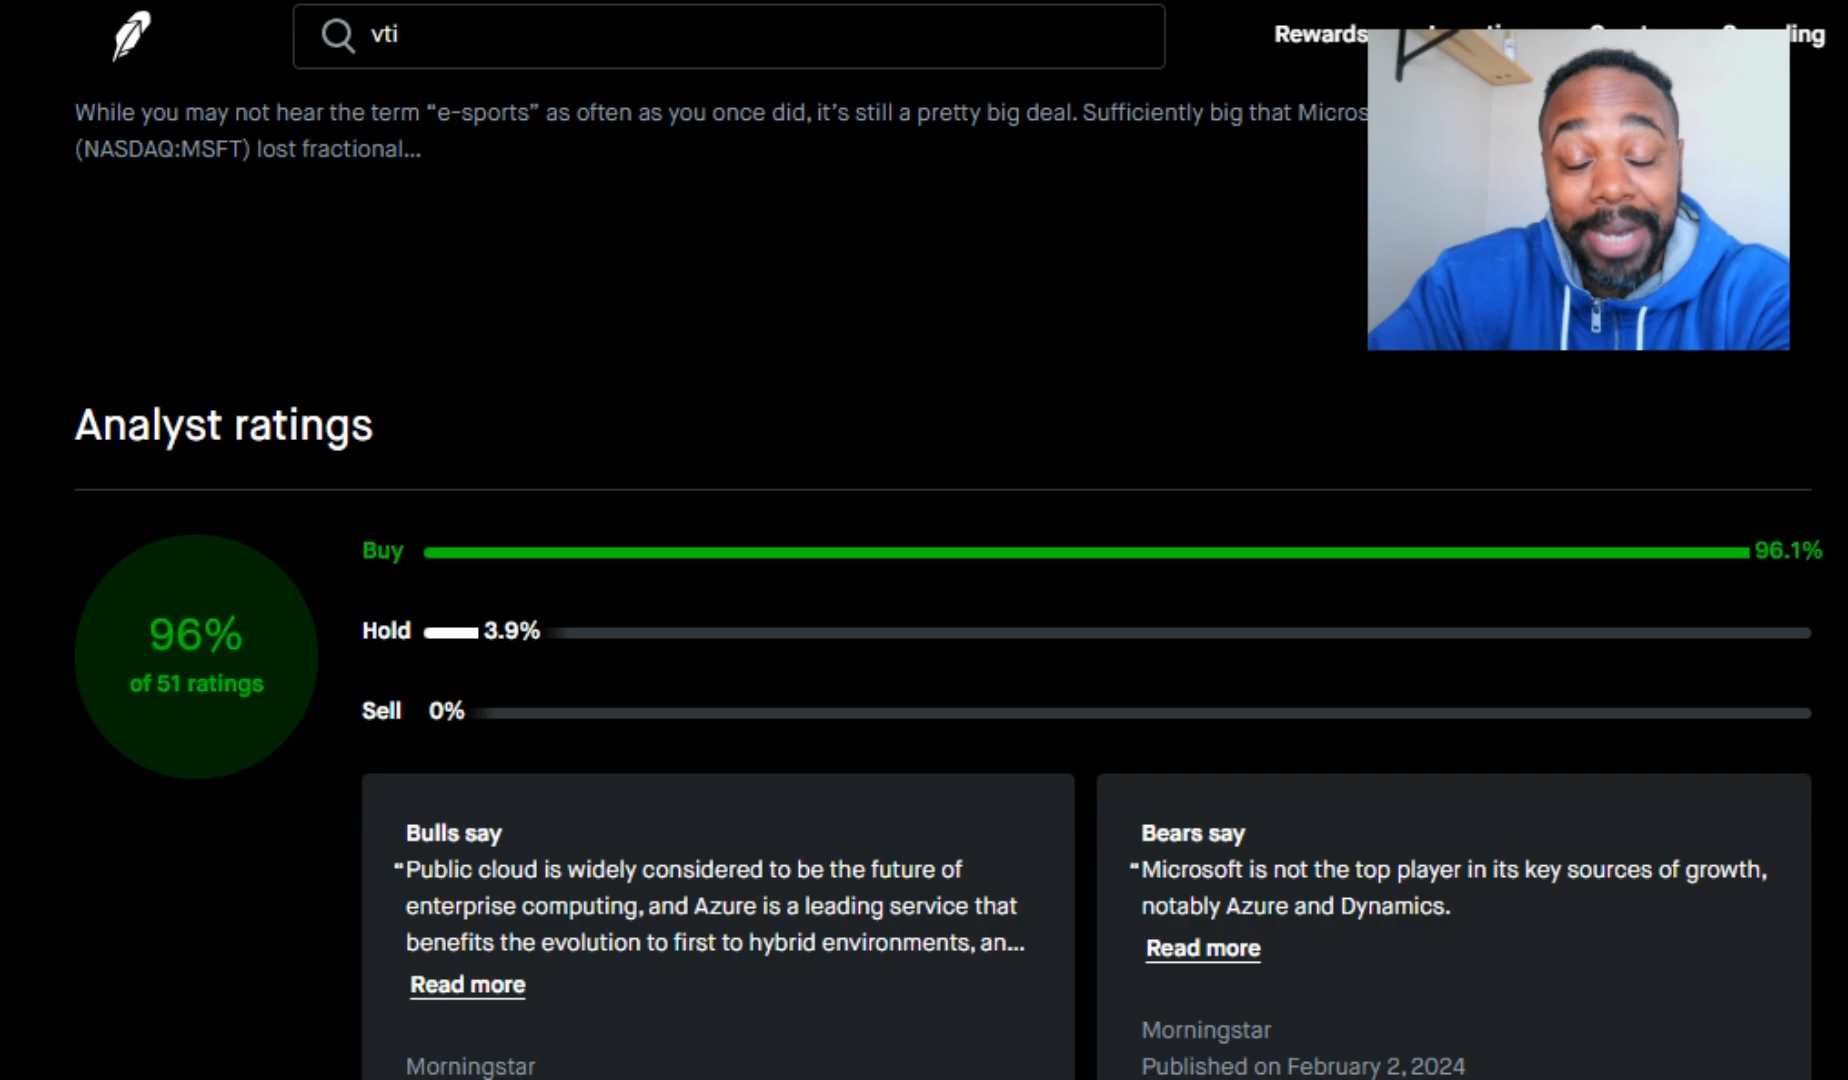 vti
Rewards
ling
While you may not hear the term “e-sports” as often as you once did, it’s still a pretty big deal. Sufficiently big that Micros
(NASDAQ:MSFT) lost fractional...
Analyst ratings
96%
of 51 ratings
Buy 96.1%
Hold 3.9%
Sell 0%
Bulls say
“Public cloud is widely considered to be the future of
enterprise computing, and Azure is a leading service that
benefits the evolution to first to hybrid environments, an...
Read more
Morningstar
Bears say
“Microsoft is not the top player in its key sources of growth,
notably Azure and Dynamics.
Read more
Morningstar
Published on February 2, 2024